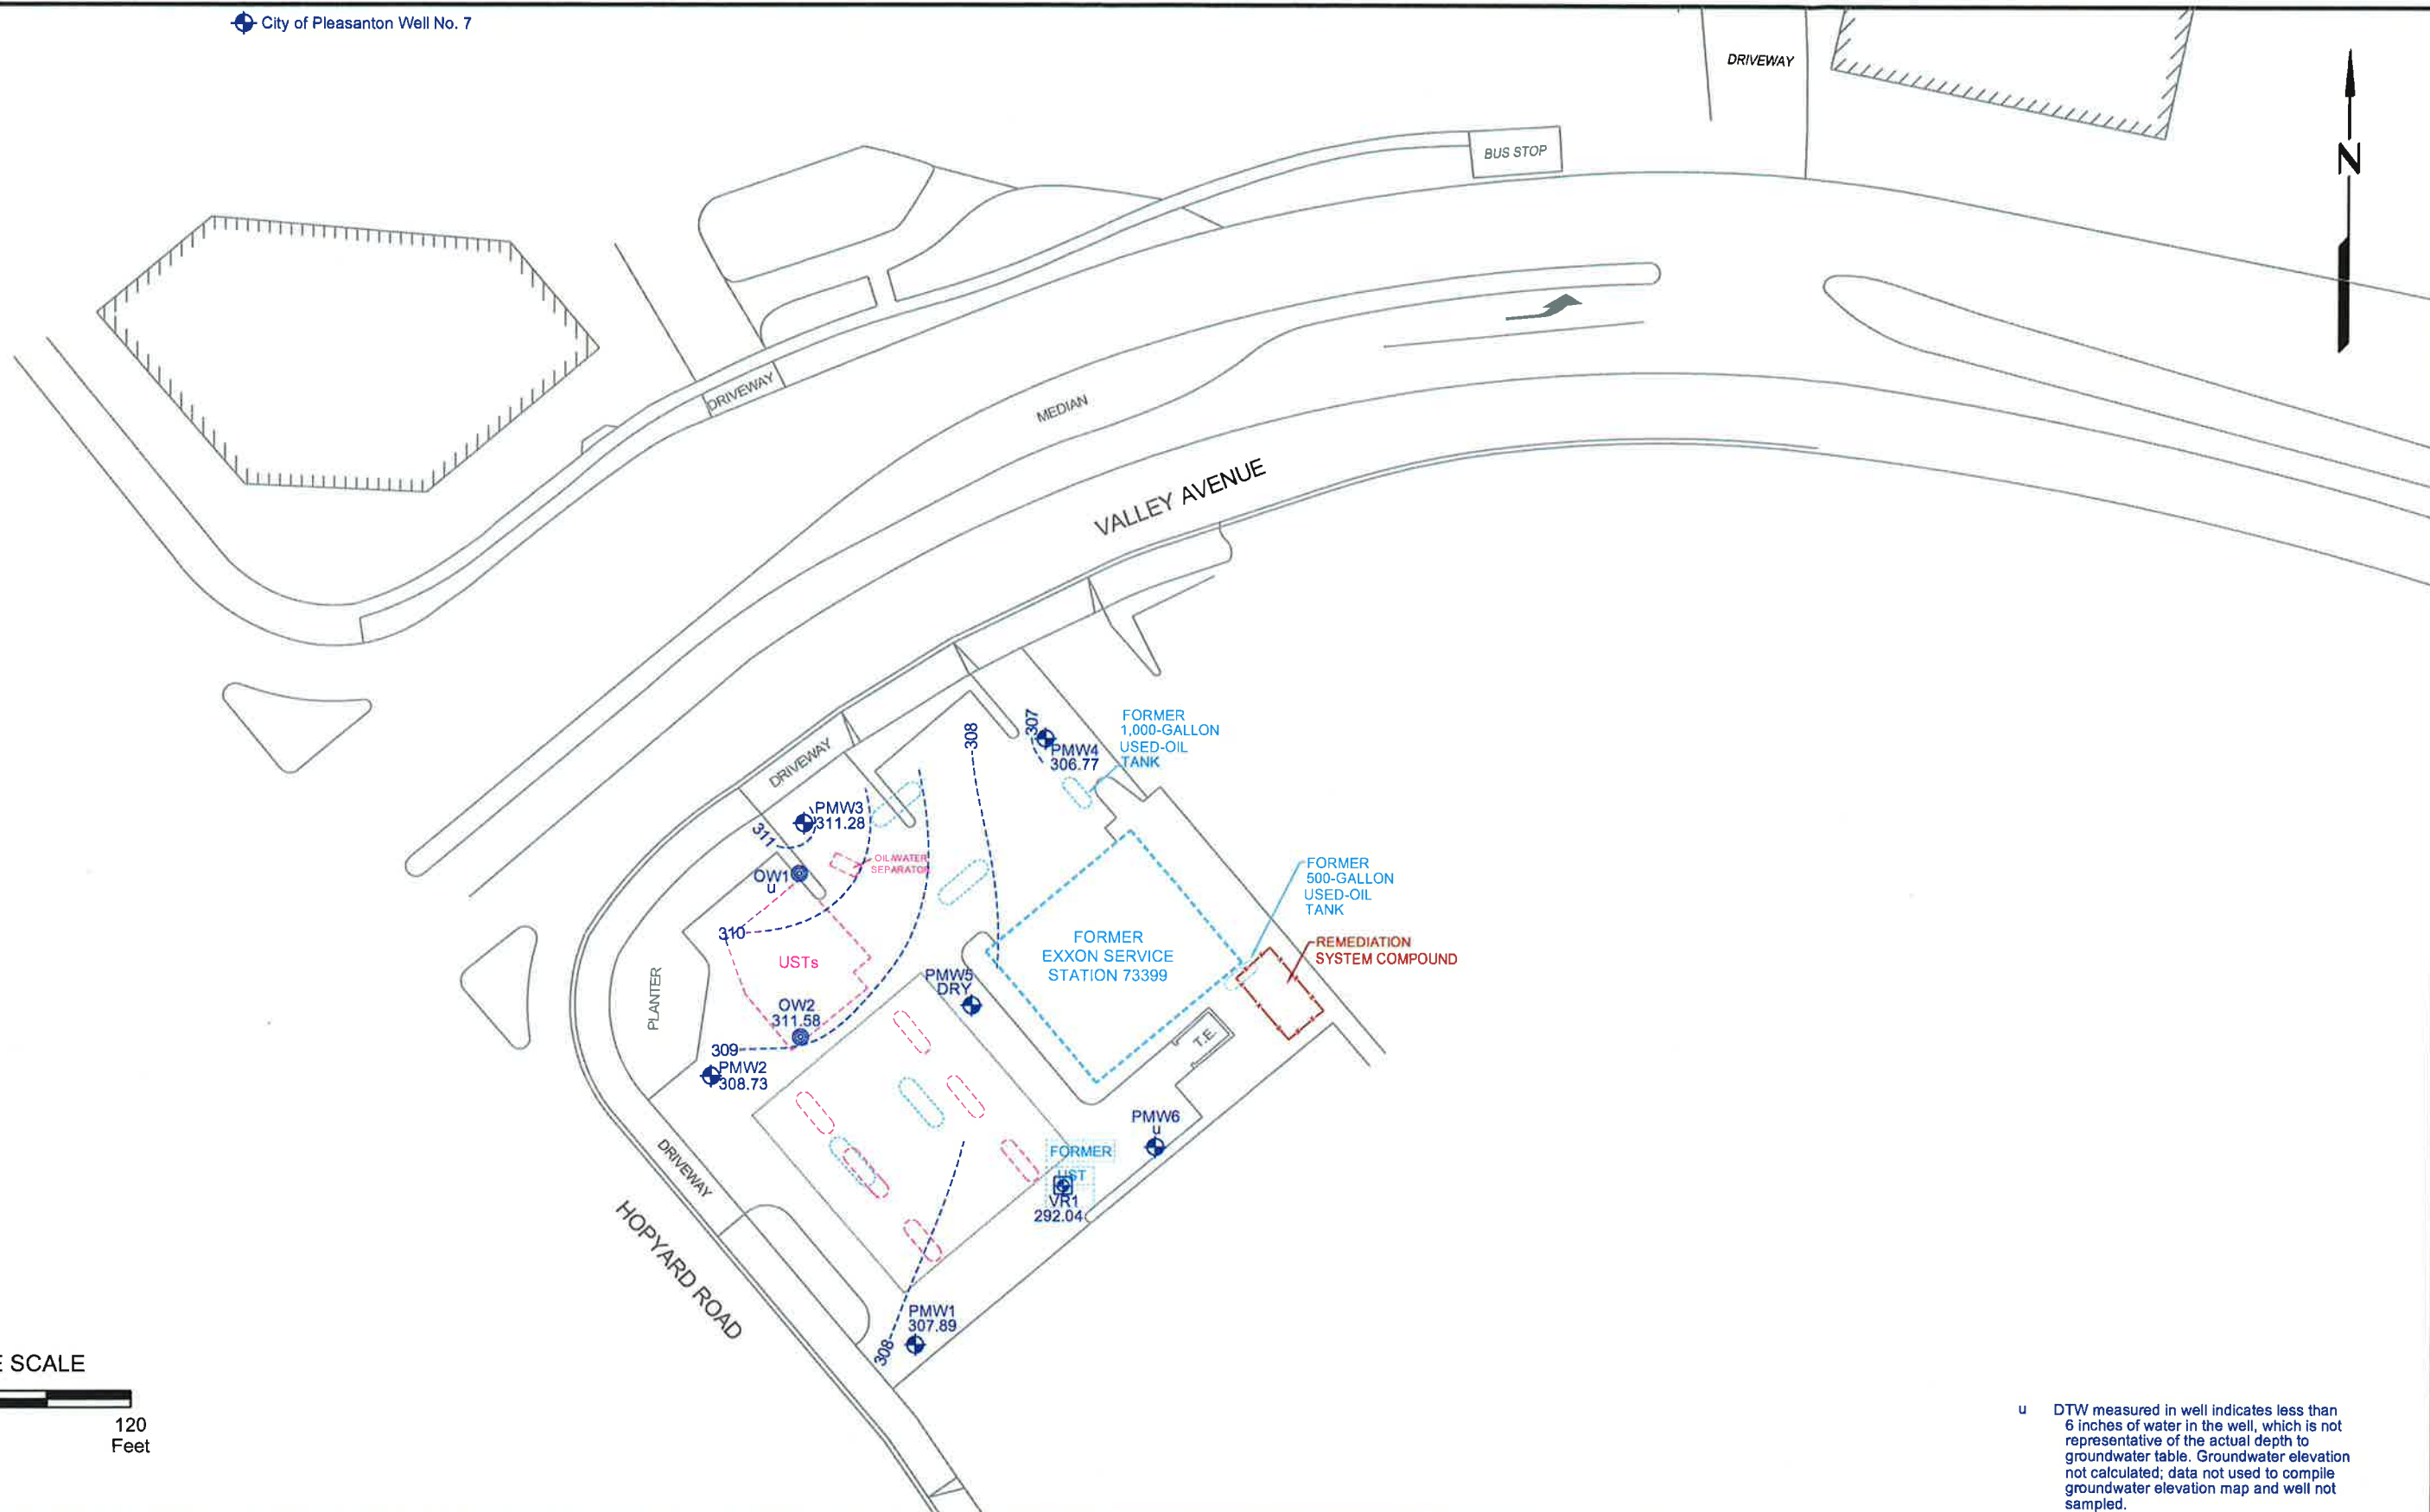 City of Pleasanton Well No. 7
DRIVEWAY
N
BUS STOP
DRIVEWAY
MEDIAN
VALLEY AVENUE
307
PMW4
306.77
FORMER
1,000-GALLON
USED-OIL
TANK
308
DRIVEWAY
PMW3
311.28
311
OIL/WATER
SEPARATOR
OW1
u
310
USTs
FORMER
EXXON SERVICE
STATION 73399
FORMER
500-GALLON
USED-OIL
TANK
REMEDIATION
SYSTEM COMPOUND
PLANTER
PMW5
DRY
OW2
311.58
309
PMW2
308.73
T.E.
PMW6
u
FORMER
UST
VR1
292.04
DRIVEWAY
HOPYARD ROAD
PMW1
307.89
308
SCALE
120
Feet
u DTW measured in well indicates less than
6 inches of water in the well, which is not
representative of the actual depth to
groundwater table. Groundwater elevation
not calculated; data not used to compile
groundwater elevation map and well not
sampled.